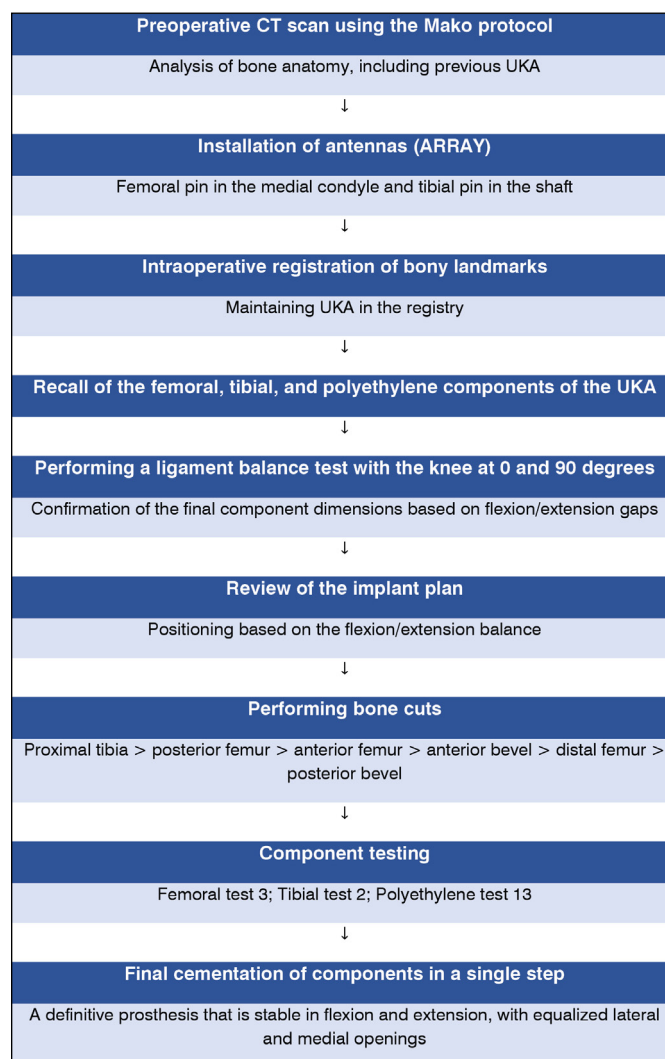 Preoperative CT scan using the Mako protocol
Analysis of bone anatomy, including previous UKA
↓
Installation of antennas (ARRAY)
Femoral pin in the medial condyle and tibial pin in the shaft
↓
Intraoperative registration of bony landmarks
Maintaining UKA in the registry
↓
Recall of the femoral, tibial, and polyethylene components of the UKA
↓
Performing a ligament balance test with the knee at 0 and 90 degrees
Confirmation of the final component dimensions based on flexion/extension gaps
↓
Review of the implant plan
Positioning based on the flexion/extension balance
↓
Performing bone cuts
Proximal tibia > posterior femur > anterior femur > anterior bevel > distal femur >
posterior bevel
↓
Component testing
Femoral test 3; Tibial test 2; Polyethylene test 13
↓
Final cementation of components in a single step
A definitive prosthesis that is stable in flexion and extension, with equalized lateral
and medial openings